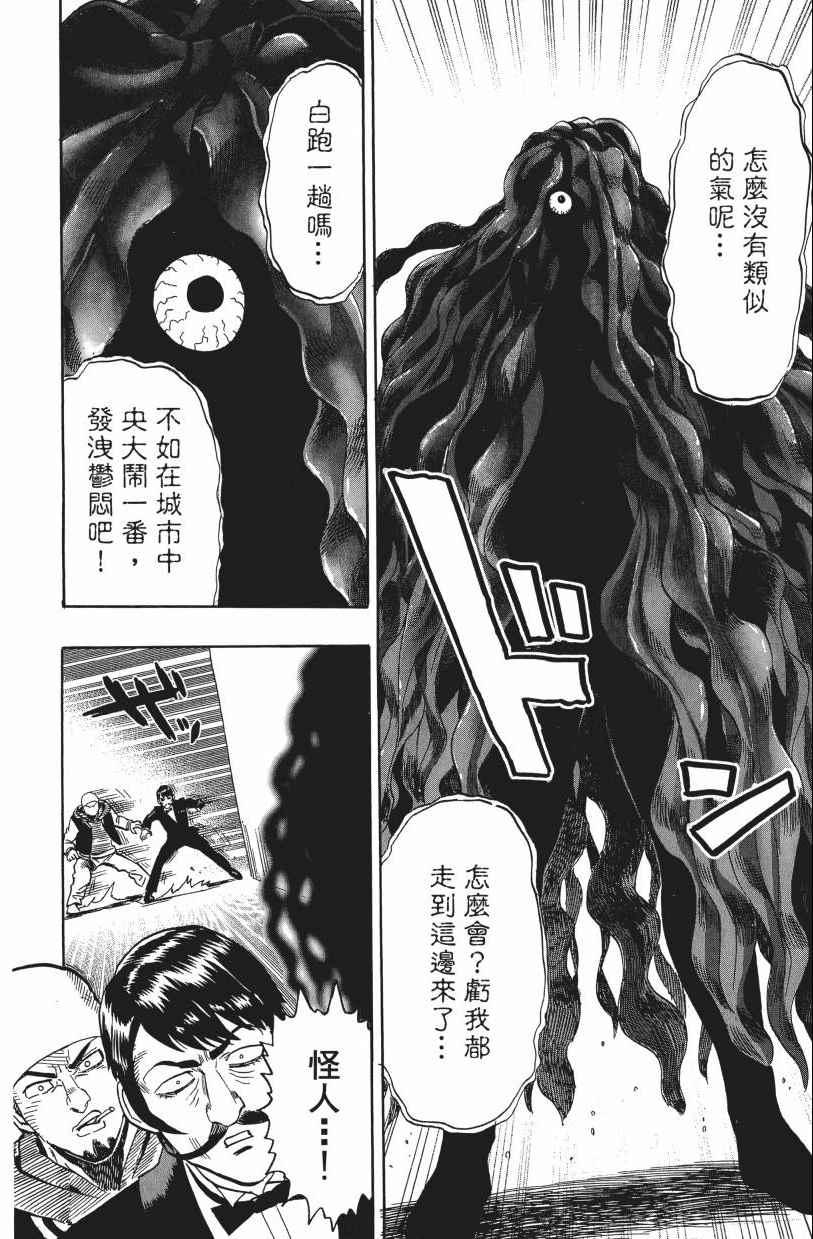 怎麼沒有類似
的氣呢…
ドドン
怎麼會？虧我都
走到這邊來了…
白跑一趟嗎…
不如在城市中
央大鬧一番，
發洩鬱悶吧！
ザッ
怪人…！